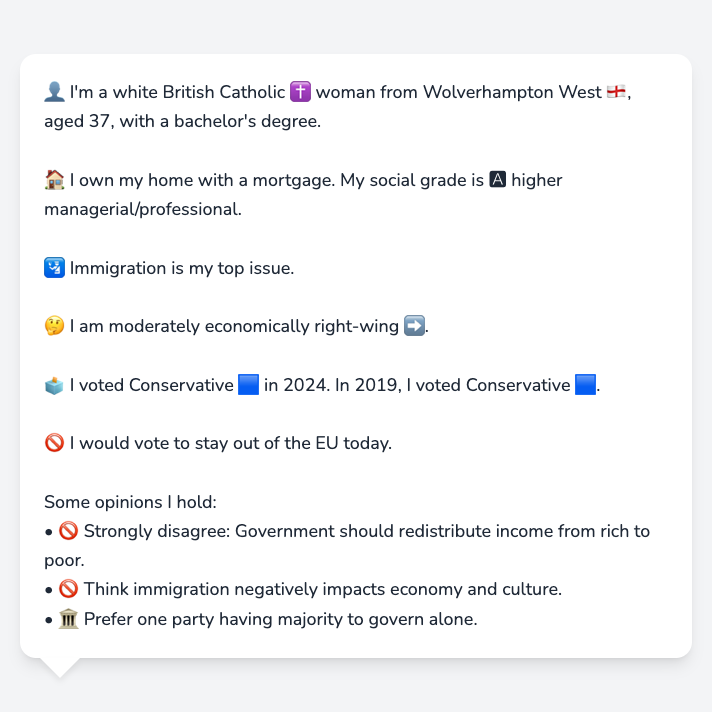 👤 I'm a white British Catholic ✝️ woman from Wolverhampton West 🏴󠁧󠁢󠁥󠁮󠁧󠁿,
aged 37, with a bachelor's degree.
🏠 I own my home with a mortgage. My social grade is 🅰 higher
managerial/professional.
🛂 Immigration is my top issue.
🤔 I am moderately economically right-wing ➡️.
🗳️ I voted Conservative 🟦 in 2024. In 2019, I voted Conservative 🟦.
🚫 I would vote to stay out of the EU today.
Some opinions I hold:
• 🚫 Strongly disagree: Government should redistribute income from rich to
poor.
• 🚫 Think immigration negatively impacts economy and culture.
• 🏛️ Prefer one party having majority to govern alone.